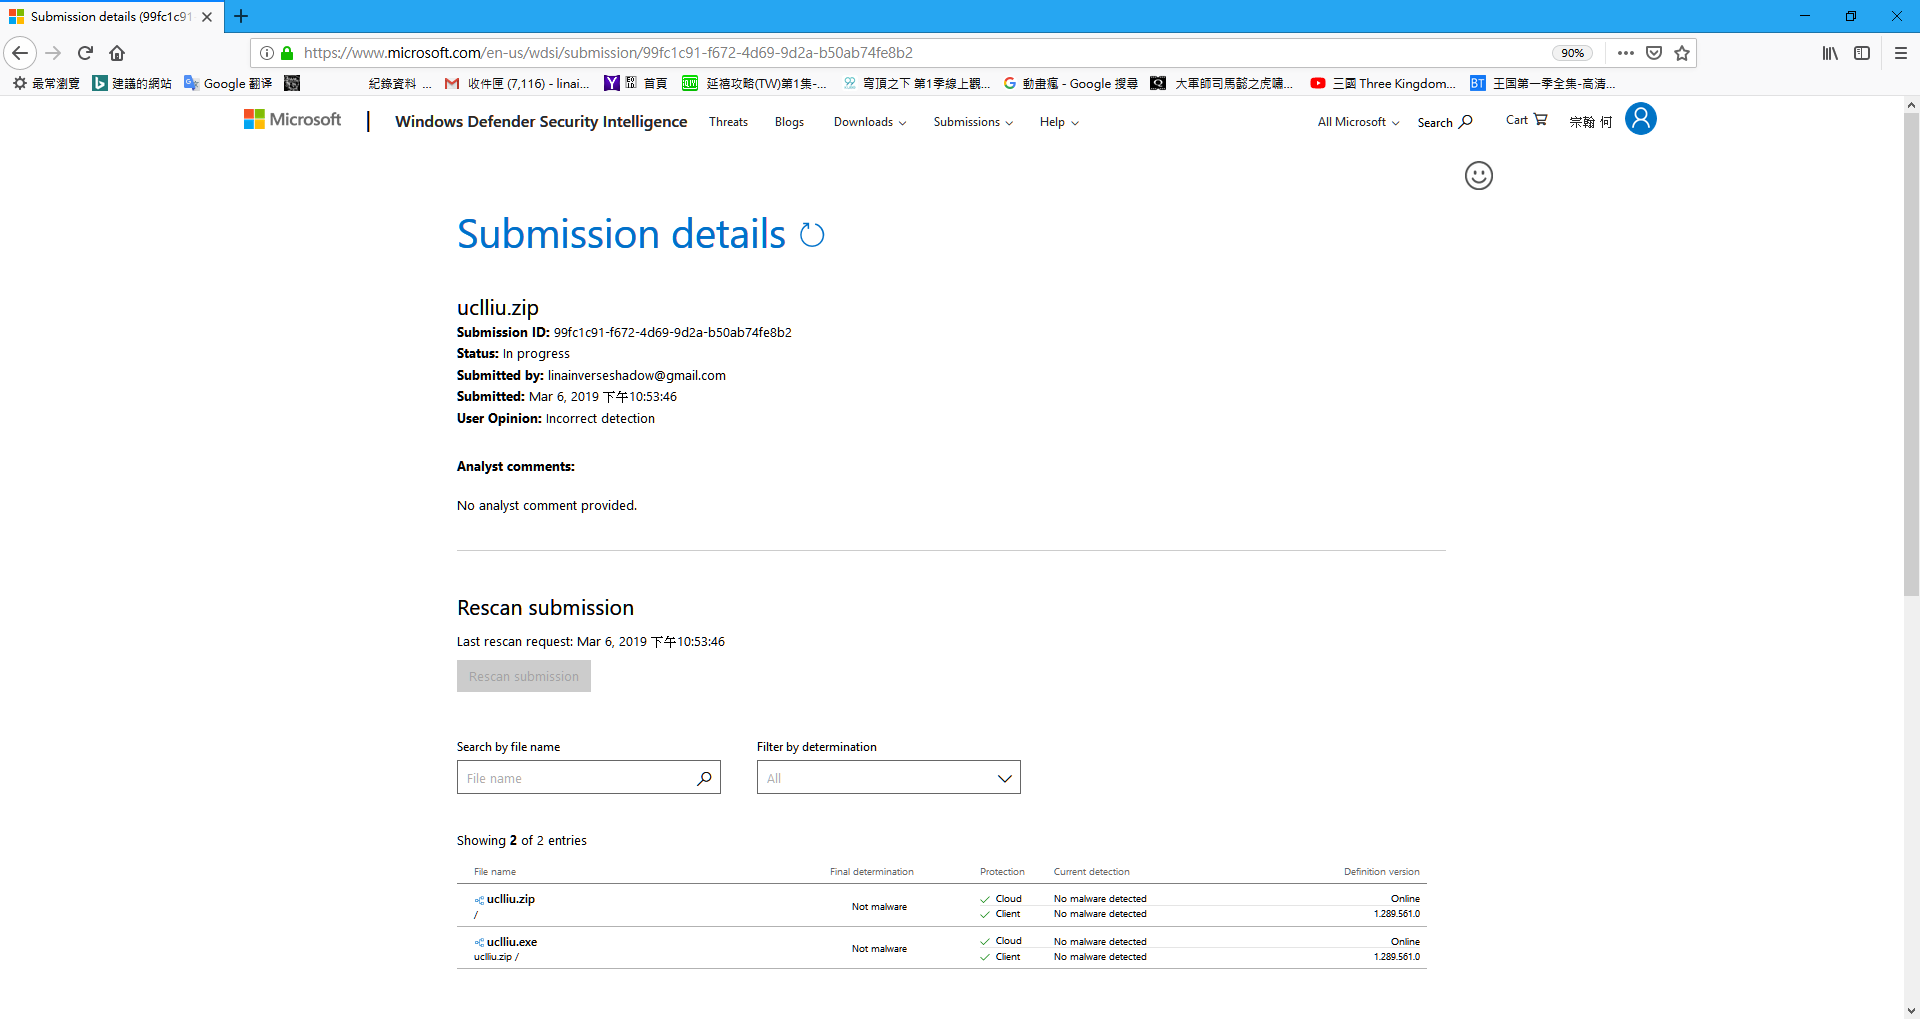 Submission details (99fc1c91
https://www.microsoft.com/en-us/wdsi/submission/99fc1c91-f672-4d69-9d2a-b50ab74fe8b2
90%
最常瀏覽 建議的網站 Google 翻译 紀錄資料 ... 收件匣 (7,116) - linai... 首頁 延禧攻略(TW)第1集-... 穹頂之下 第1季線上觀... 動畫瘋 - Google 搜尋 大軍師司馬懿之虎嘯... 三國 Three Kingdom... BT 王国第一季全集-高清...
Microsoft
Windows Defender Security Intelligence Threats Blogs Downloads Submissions Help All Microsoft Search Cart 宗翰 何
Submission details
uclliu.zip
Submission ID: 99fc1c91-f672-4d69-9d2a-b50ab74fe8b2
Status: In progress
Submitted by: linainverseshadow@gmail.com
Submitted: Mar 6, 2019 下午10:53:46
User Opinion: Incorrect detection
Analyst comments:
No analyst comment provided.
Rescan submission
Last rescan request: Mar 6, 2019 下午10:53:46
Rescan submission
Search by file name Filter by determination
File name All
Showing 2 of 2 entries
File name Final determination Protection Current detection Definition version
uclliu.zip Not malware Cloud No malware detected Online
/ Client No malware detected 1.289.561.0
uclliu.exe Not malware Cloud No malware detected Online
uclliu.zip / Client No malware detected 1.289.561.0